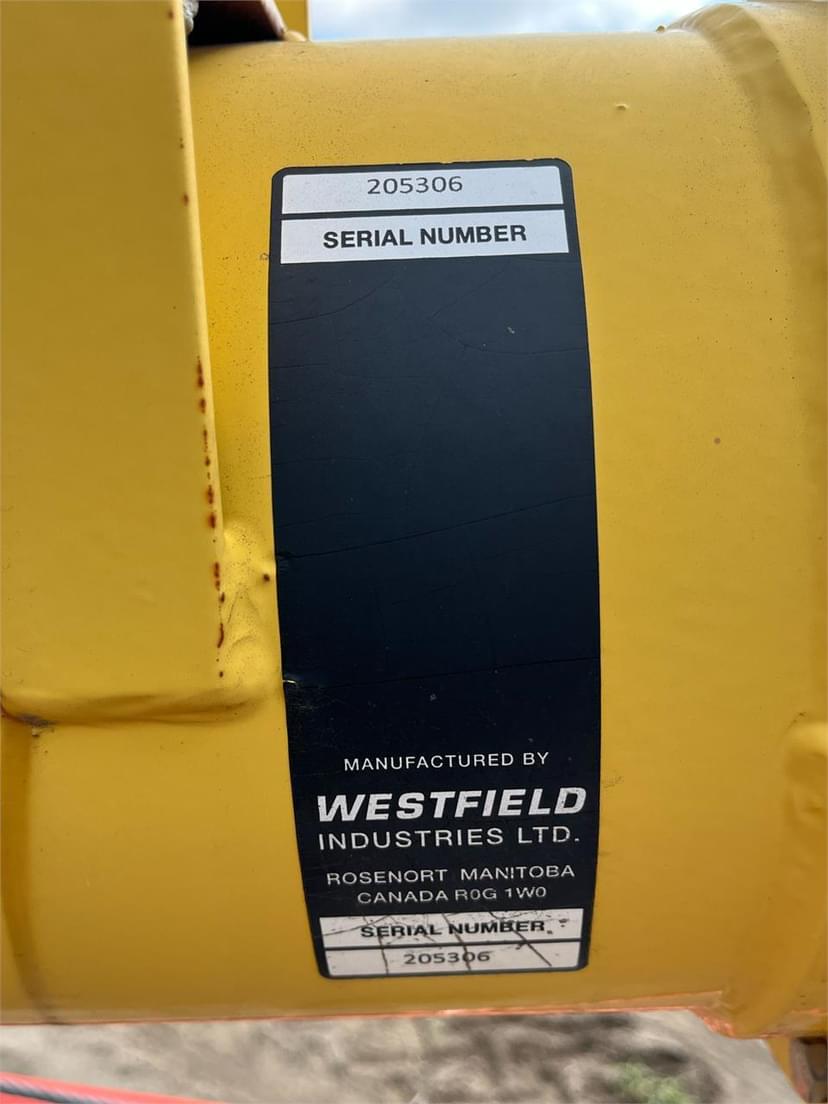 205306
SERIAL NUMBER
MANUFACTURED BY
WESTFIELD
INDUSTRIES LTD.
ROSENORT MANITOBA
CANADA R0G 1W0
SERIAL NUMBER
205306